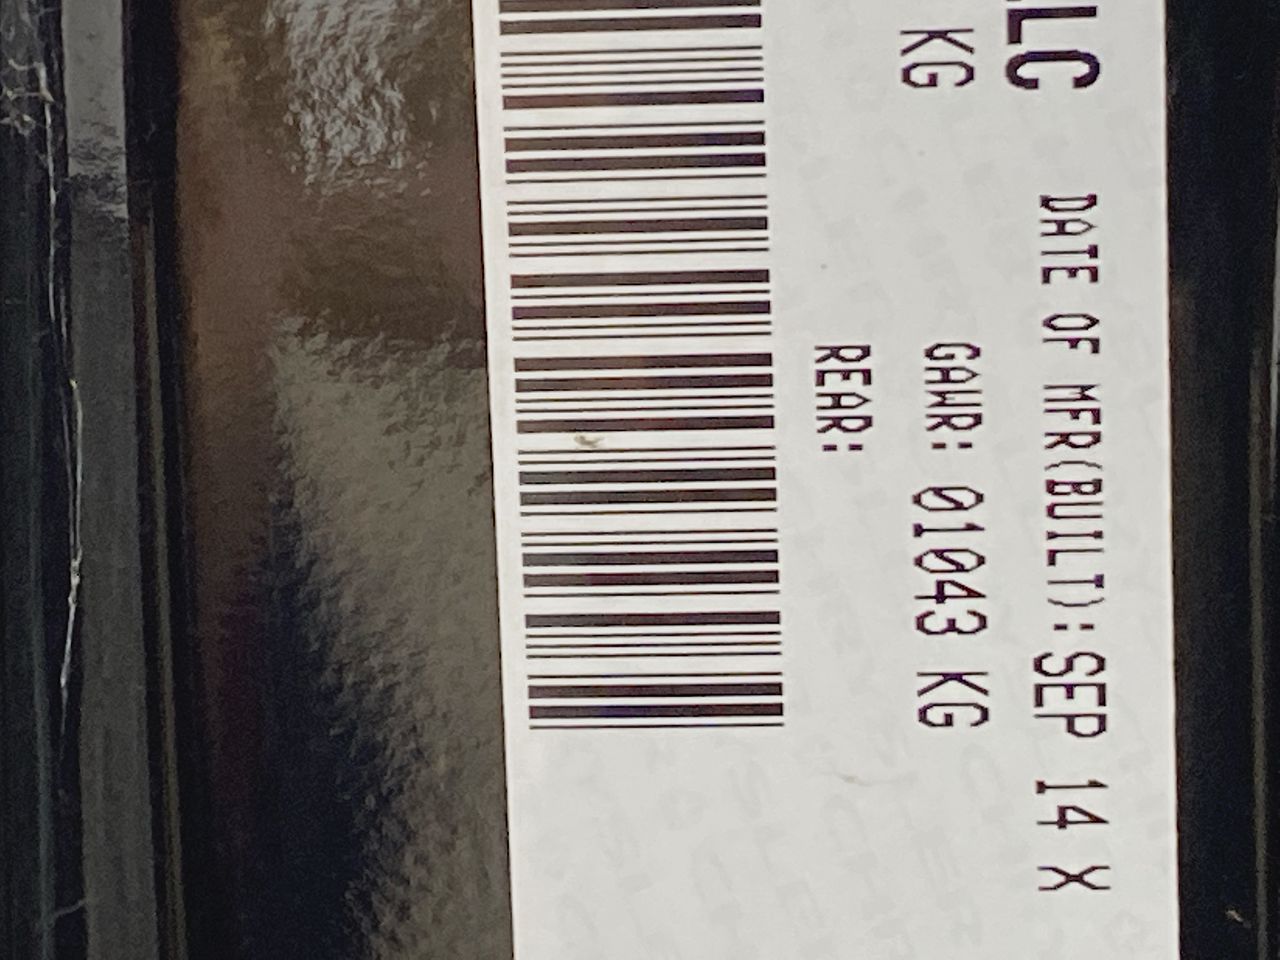 LLC DATE OF MFR(BUILT):SEP 14 X
KG GAWR: 01043 KG
REAR: